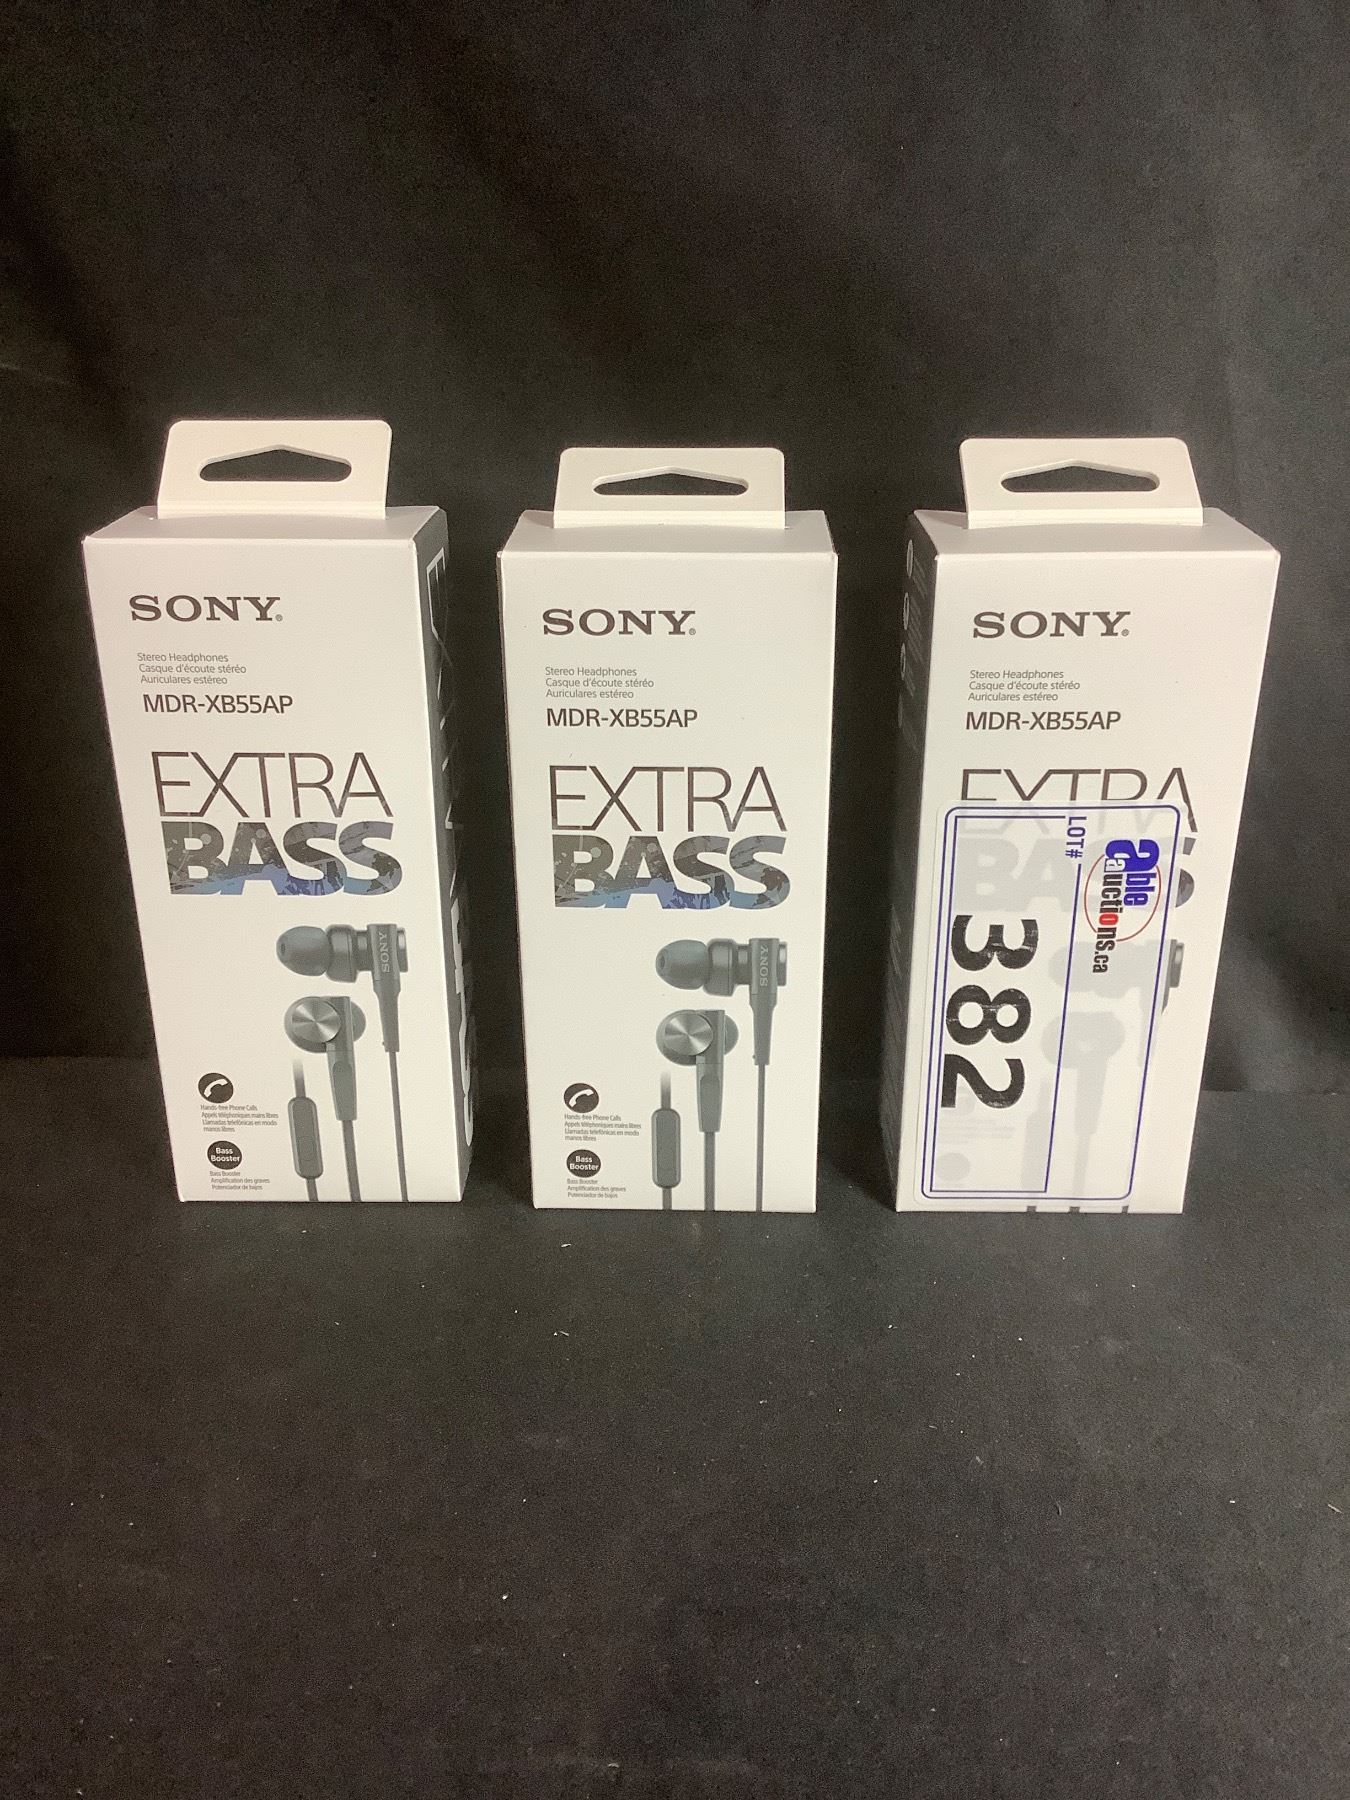 SONY®
Stereo Headphones
Casque d'écoute stéréo
Auriculares estéreo
MDR-XB55AP
EXTRA
BASS
SONY
Hands-free Phone Calls
Appels téléphoniques mains libres
Llamadas telefónicas en modo
manos libres
Bass
Booster
Bass Booster
Amplification des graves
Potenciador de bajos
SONY®
Stereo Headphones
Casque d'écoute stéréo
Auriculares estéreo
MDR-XB55AP
EXTRA
BASS
SONY
Hands-free Phone Calls
Appels téléphoniques mains libres
Llamadas telefónicas en modo
manos libres
Bass
Booster
Bass Booster
Amplification des graves
Potenciador de bajos
SONY®
Stereo Headphones
Casque d'écoute stéréo
Auriculares estéreo
MDR-XB55AP
EXTRA
BASS
able
auctions.ca
LOT#
382